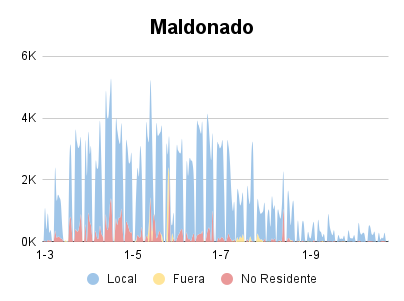 Maldonado
6K
4K
2K
0K
1-3
1-5
1-7
1-9
Local
Fuera
No Residente